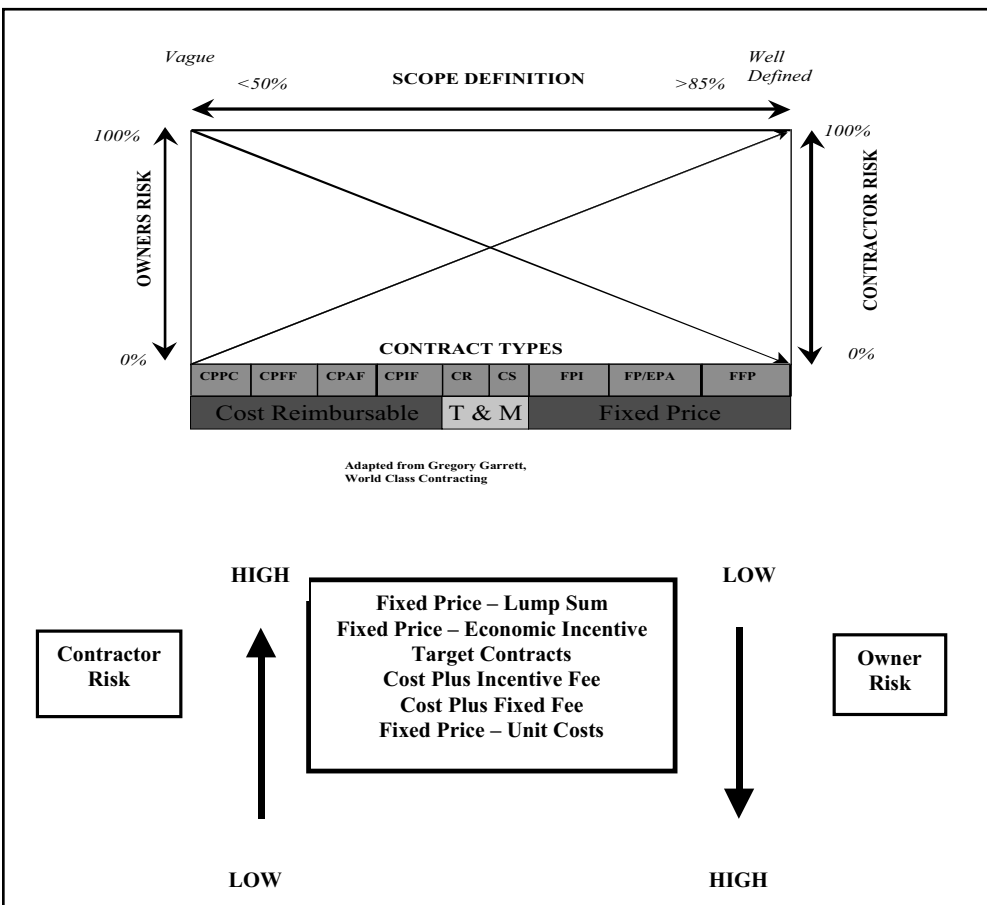 Vague
Well
Defined
<50%
SCOPE DEFINITION
>85%
100%
100%
OWNERS RISK
CONTRACTOR RISK
0%
CONTRACT TYPES
0%
CPPC CPFF CPAF CPIF CR CS FPI FP/EPA FFP
Cost Reimbursable T & M Fixed Price
Adapted from Gregory Garrett,
World Class Contracting
HIGH
LOW
Fixed Price – Lump Sum
Fixed Price – Economic Incentive
Target Contracts
Cost Plus Incentive Fee
Cost Plus Fixed Fee
Fixed Price – Unit Costs
Contractor
Risk
Owner
Risk
LOW
HIGH